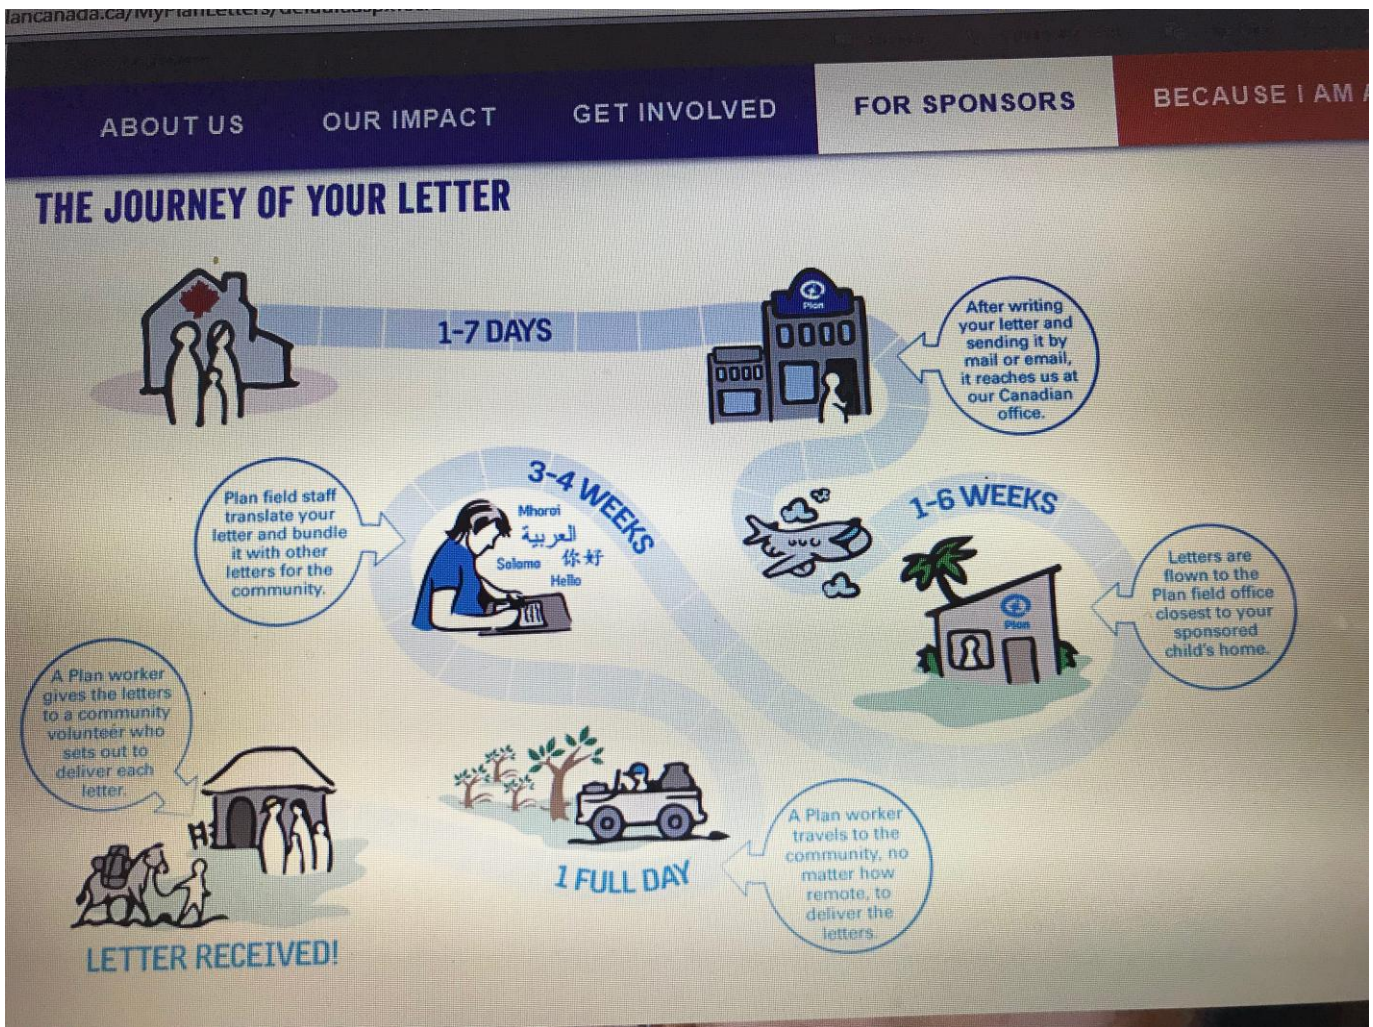 ABOUT US
OUR IMPACT
GET INVOLVED
FOR SPONSORS
BECAUSE I AM
THE JOURNEY OF YOUR LETTER
1-7 DAYS
Plan
After writing
your letter and
sending it by
mail or email,
it reaches us at
our Canadian
office.
3-4 WEEKS
Plan field staff
translate your
letter and bundle
it with other
letters for the
community.
Mhoroi
العربية
Salama
你好
Hello
1-6 WEEKS
Plan
Letters are
flown to the
Plan field office
closest to your
sponsored
child's home.
A Plan worker
gives the letters
to a community
volunteer who
sets out to
deliver each
letter.
1 FULL DAY
A Plan worker
travels to the
community, no
matter how
remote, to
deliver the
letters.
LETTER RECEIVED!